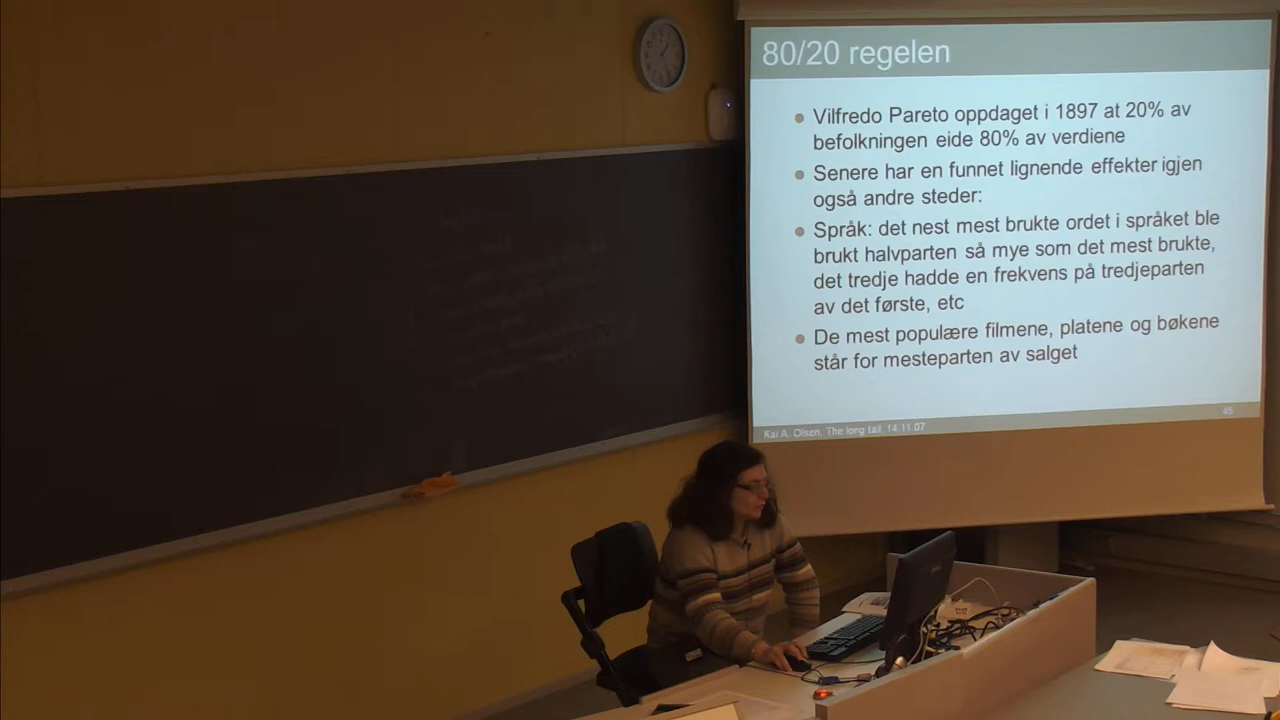 80/20 regelen
Vilfredo Pareto oppdaget i 1897 at 20% av
befolkningen eide 80% av verdiene
Senere har en funnet lignende effekter igjen
også andre steder:
Språk: det nest mest brukte ordet i språket ble
brukt halvparten så mye som det mest brukte,
det tredje hadde en frekvens på tredjeparten
av det første, etc
De mest populære filmene, platene og bøkene
står for mesteparten av salget
45
Kai A. Olsen, The long tail, 14.11.07